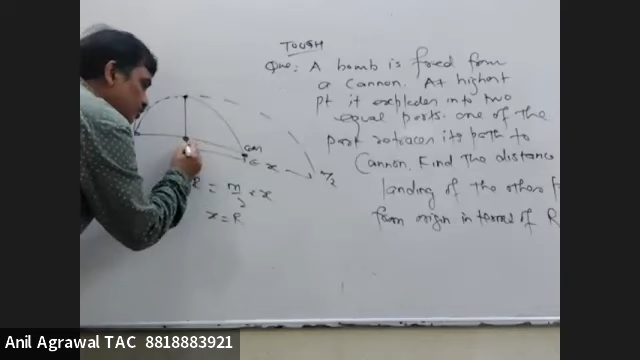 TOUGH
Que: A bomb is fired from
a Cannon. At highest
pt it explodes into two
equal parts. one of the
part retraces its path to
Cannon. Find the distance
landing of the other f
from origin in terms of R
com
x
m/2
R = m/2 × x
x = R
Anil Agrawal TAC 8818883921